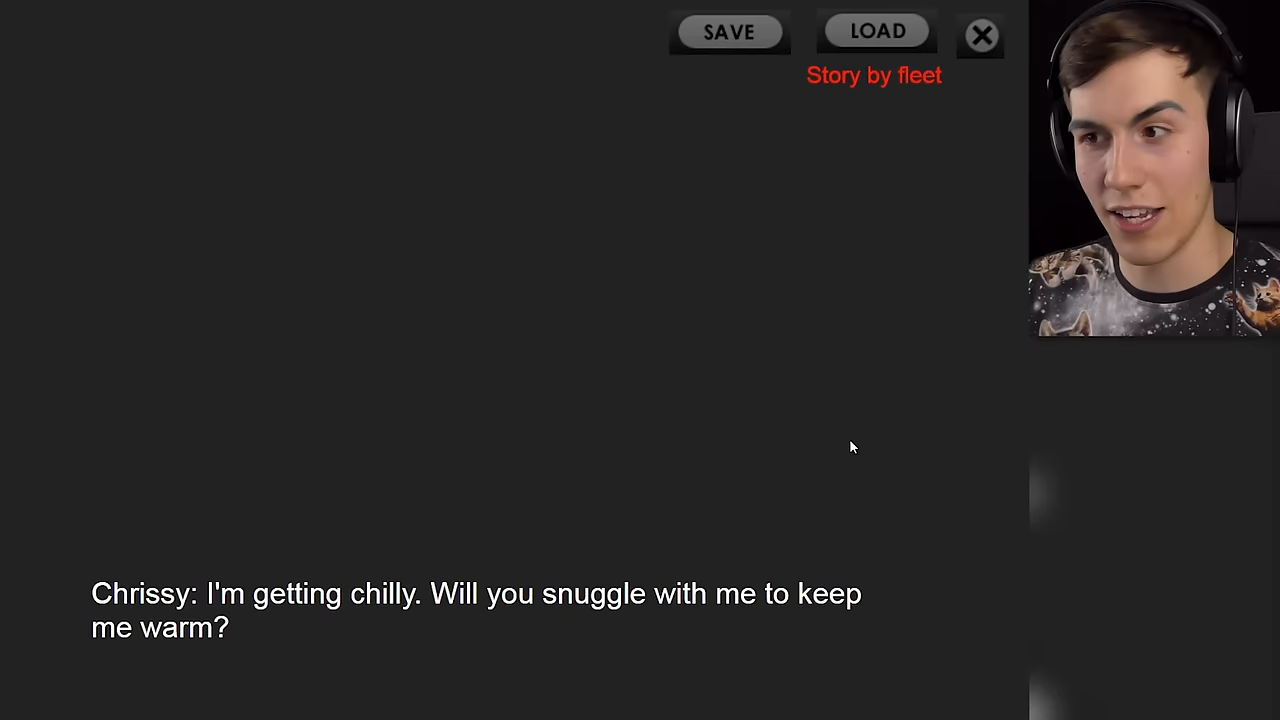 SAVE
LOAD
Story by fleet
Chrissy: I'm getting chilly. Will you snuggle with me to keep
me warm?